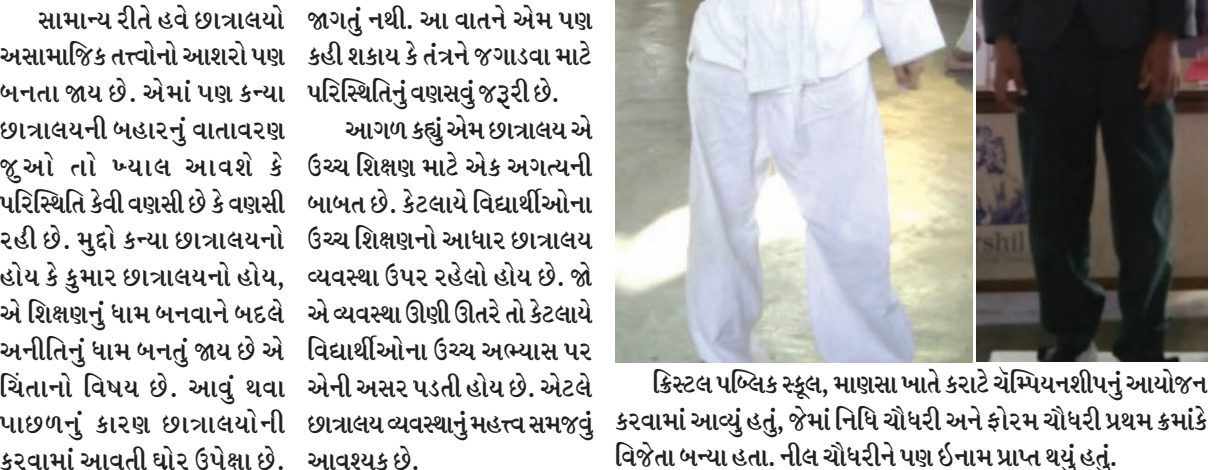 સામાન્ય રીતે હવે છાત્રાલયો
અસામાજિક તત્ત્વોનો આશરો પણ
બનતા જાય છે. એમાં પણ કન્યા
છાત્રાલયની બહારનું વાતાવરણ
જુઓ તો ખ્યાલ આવશે કે
પરિસ્થિતિ કેવી વણસી છે કે વણસી
રહી છે. મુદ્દો કન્યા છાત્રાલયનો
હોય કે કુમાર છાત્રાલયનો હોય,
એ શિક્ષણનું ધામ બનવાને બદલે
અનીતિનું ધામ બનતું જાય છે એ
ચિંતાનો વિષય છે. આવું થવા
પાછળનું કારણ છાત્રાલયોની
કરવામાં આવતી ઘોર ઉપેક્ષા છે.
જાગતું નથી. આ વાતને એમ પણ
કહી શકાય કે તંત્રને જગાડવા માટે
પરિસ્થિતિનું વણસવું જરૂરી છે.
આગળ કહ્યું એમ છાત્રાલય એ
ઉચ્ચ શિક્ષણ માટે એક અગત્યની
બાબત છે. કેટલાયે વિદ્યાર્થીઓના
ઉચ્ચ શિક્ષણનો આધાર છાત્રાલય
વ્યવસ્થા ઉપર રહેલો હોય છે. જો
એ વ્યવસ્થા ઊણી ઊતરે તો કેટલાયે
વિદ્યાર્થીઓના ઉચ્ચ અભ્યાસ પર
એની અસર પડતી હોય છે. એટલે
છાત્રાલય વ્યવસ્થાનું મહત્ત્વ સમજવું
આવશ્યક છે.
rshil
ક્રિસ્ટલ પબ્લિક સ્કૂલ, માણસા ખાતે કરાટે ચૅમ્પિયનશીપનું આયોજન
કરવામાં આવ્યું હતું, જેમાં નિધિ ચૌધરી અને ફોરમ ચૌધરી પ્રથમ ક્રમાંકે
વિજેતા બન્યા હતા. નીલ ચૌધરીને પણ ઇનામ પ્રાપ્ત થયું હતું.